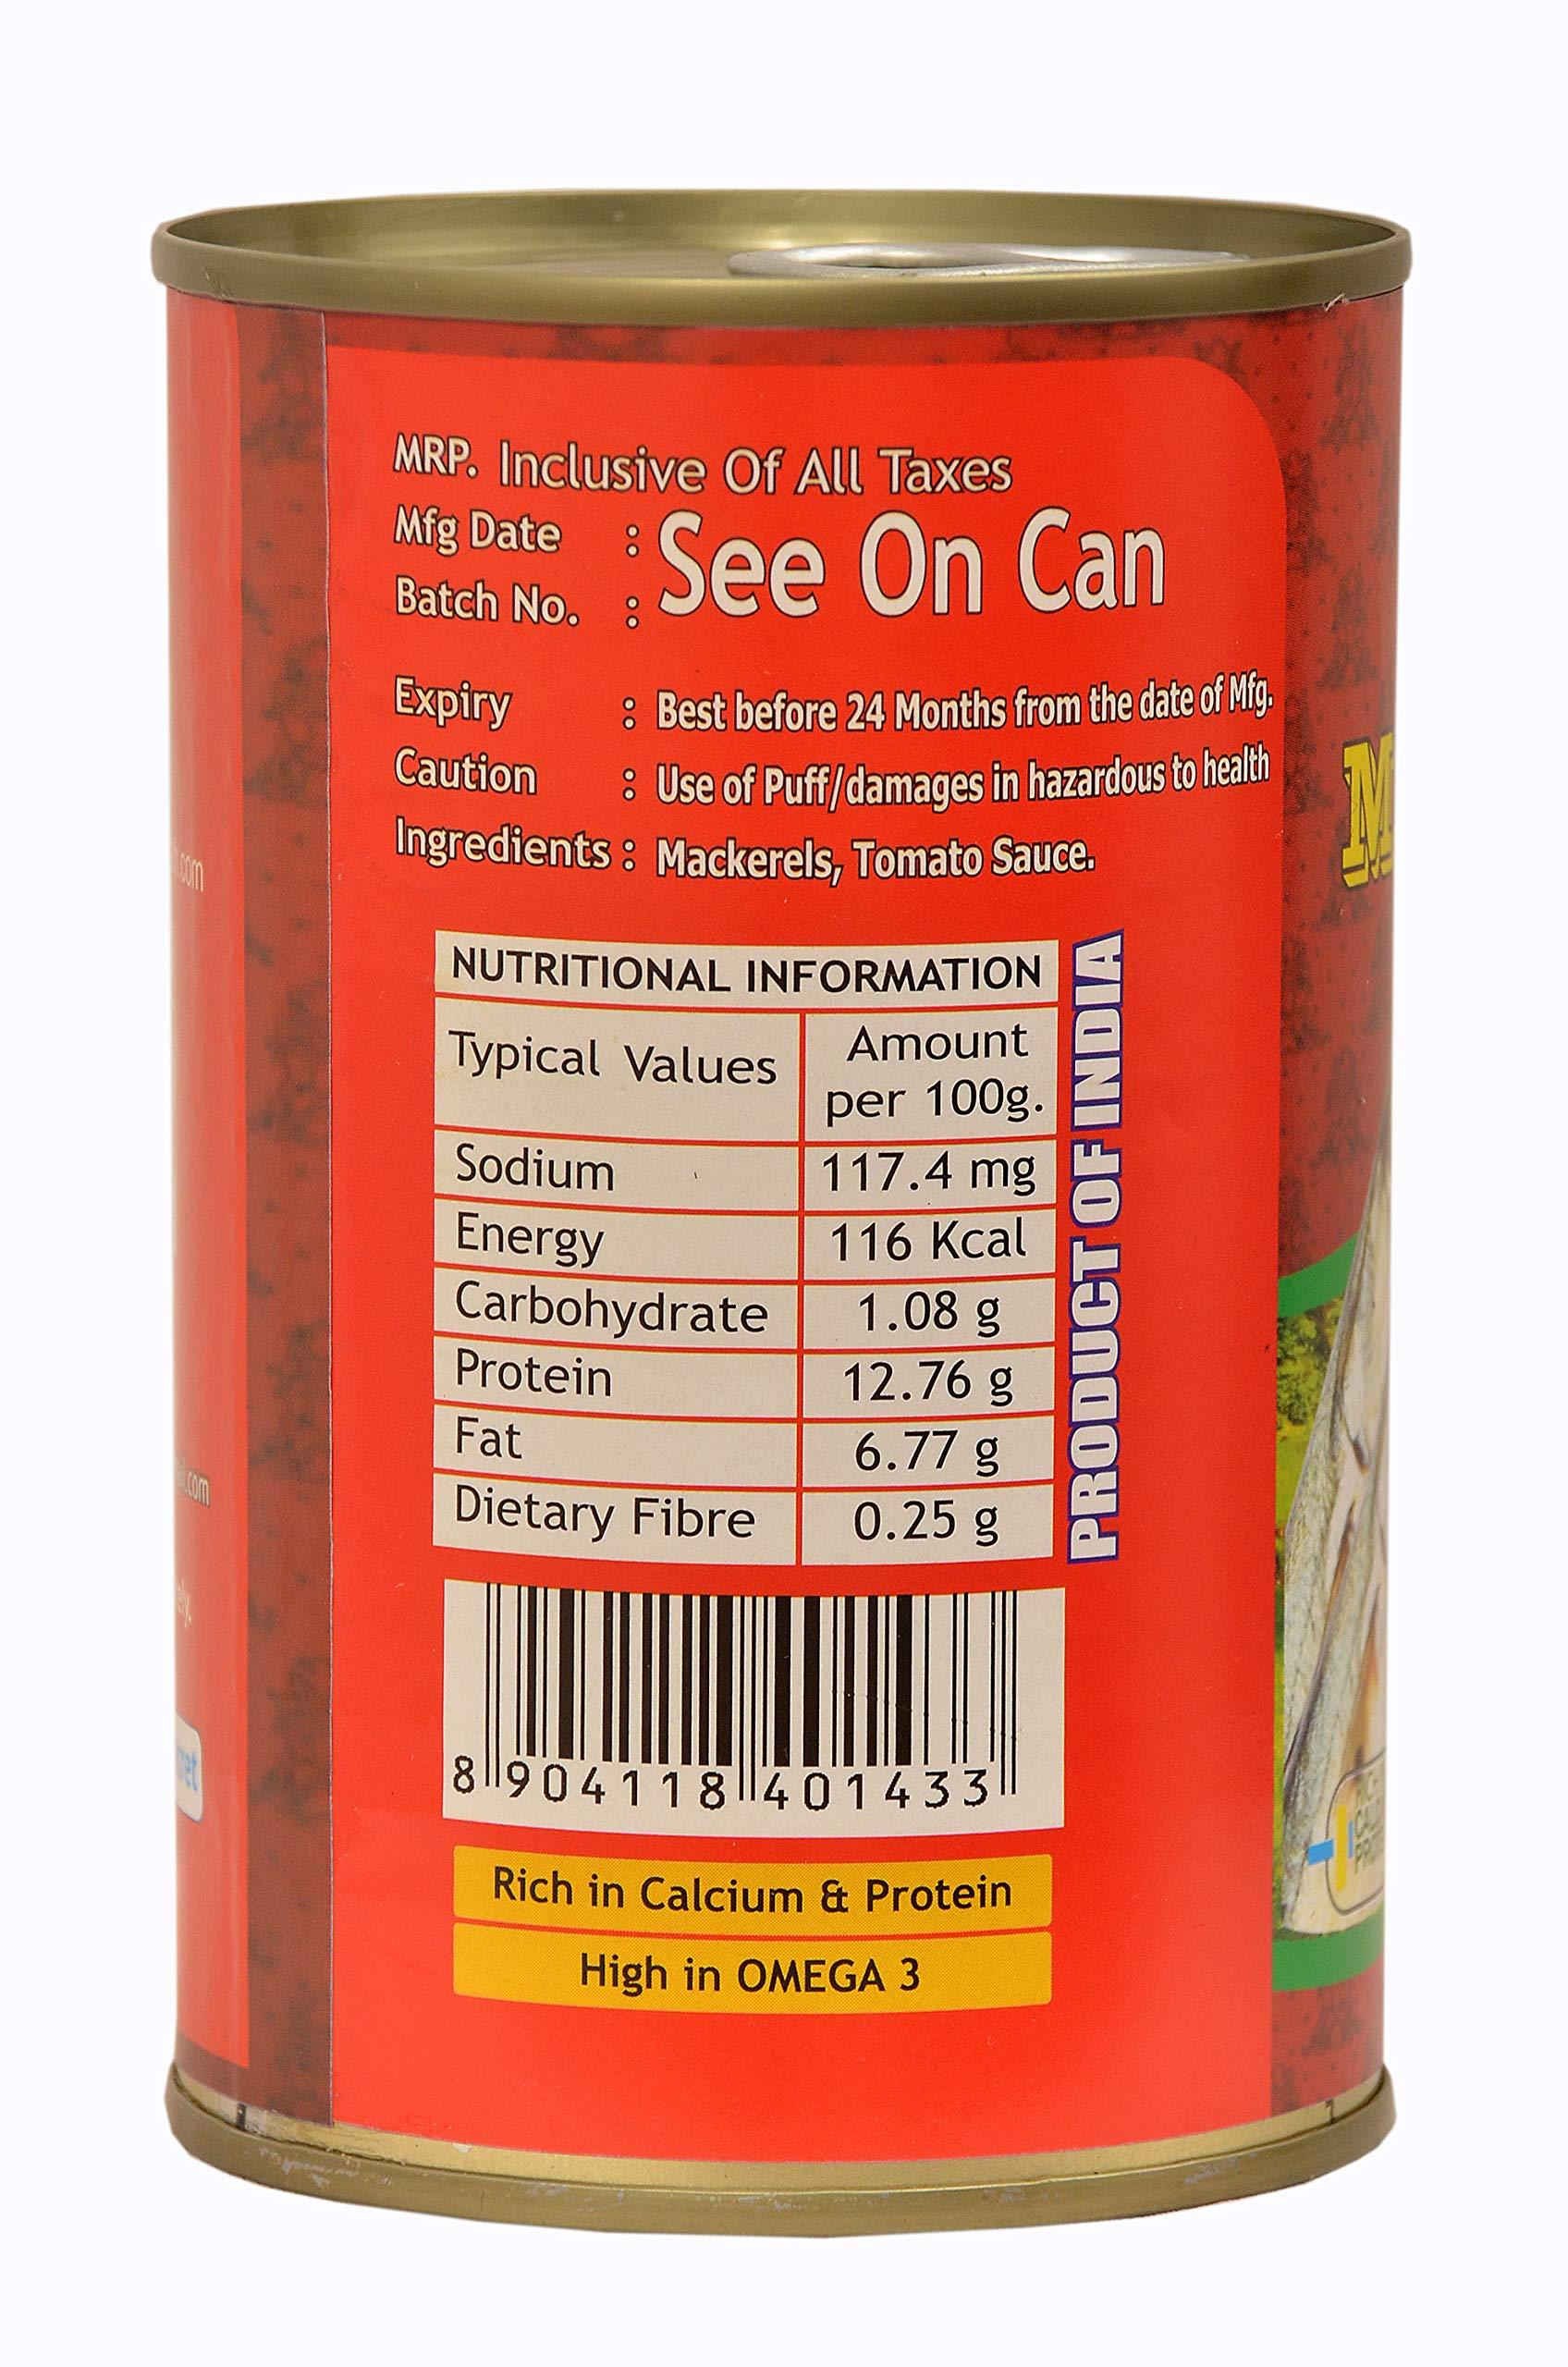 MRP. Inclusive Of All Taxes
Mfg Date :
Batch No. :
See On Can
Expiry : Best before 24 Months from the date of Mfg.
Caution : Use of Puff/damages in hazardous to health
Ingredients : Mackerels, Tomato Sauce.
NUTRITIONAL INFORMATION
Typical Values Amount per 100g.
Sodium 117.4 mg
Energy 116 Kcal
Carbohydrate 1.08 g
Protein 12.76 g
Fat 6.77 g
Dietary Fibre 0.25 g
PRODUCT OF INDIA
8 904118 401433
Rich in Calcium & Protein
High in OMEGA 3